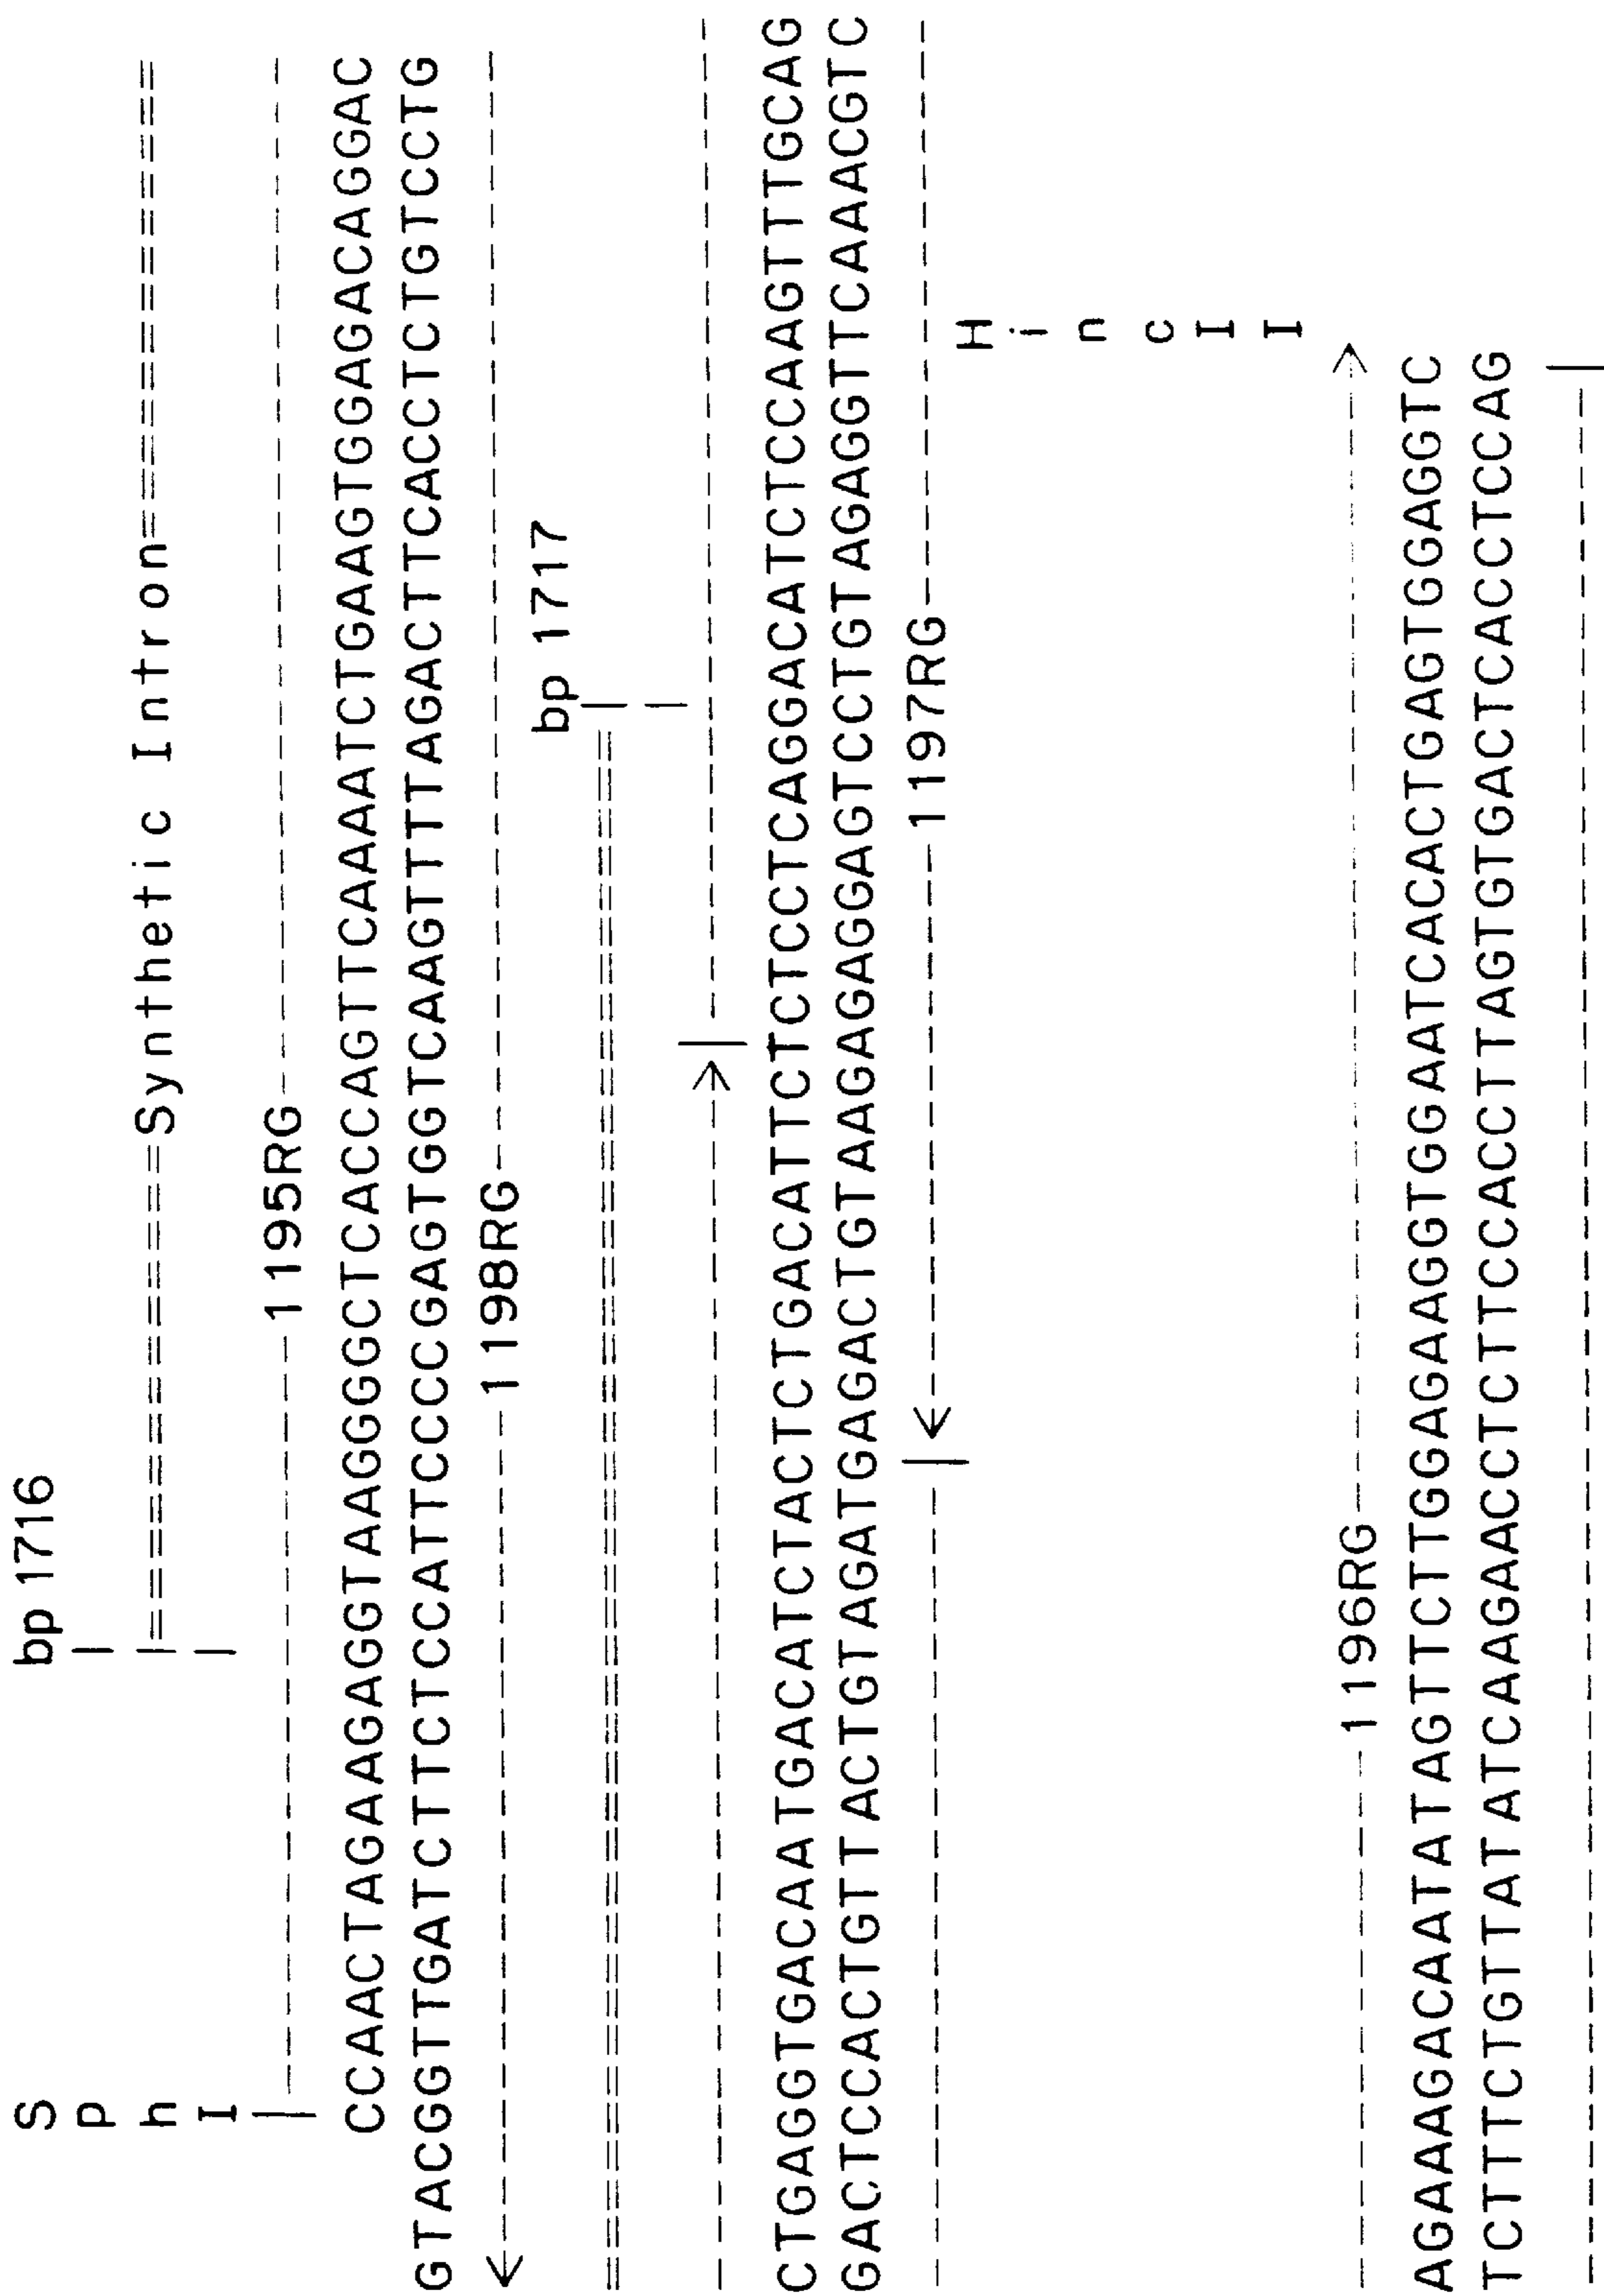 bp 1716
SphI
Synthetic Intron
1195RG
CCAACTAGAAGAGGTAAGGGGCTCACCAGTTCAAAATCTGAAGTGGAGACAGGAC
GTACGGTTGATCTTCTCCATTCCCCGAGTGGTCAAGTTTTAGACTTCACCTCTGTCCTG
1198RG
bp 1717
CTGAGGTGACAATGACATCTACTCTGACATTCTCTCCTCAGGACATCTCCAAGTTTGCAG
GACTCCACTGTTACTGTAGATGAGACTGTAAGAGAGGAGTCCTGTAGAGGTTCAAACGTC
1197RG
HincII
1196RG
AGAAAGACAATATAGTTCTTGGAGAAGGTGGAATCACACTGAGTGGAGGTC
TCTTTCTGTTATATCAAGAACCTCTTCCACCTTAGTGTGACTCACCTCCAG